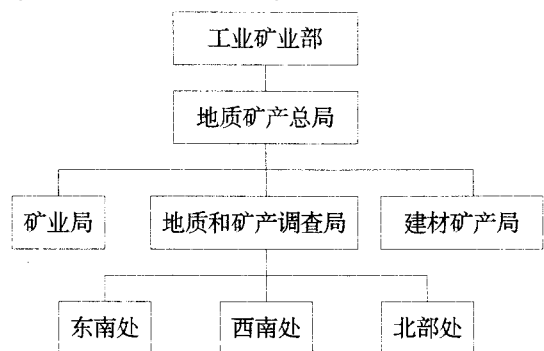 工业矿业部
地质矿产总局
矿业局
地质和矿产调查局
建材矿产局
东南处
西南处
北部处